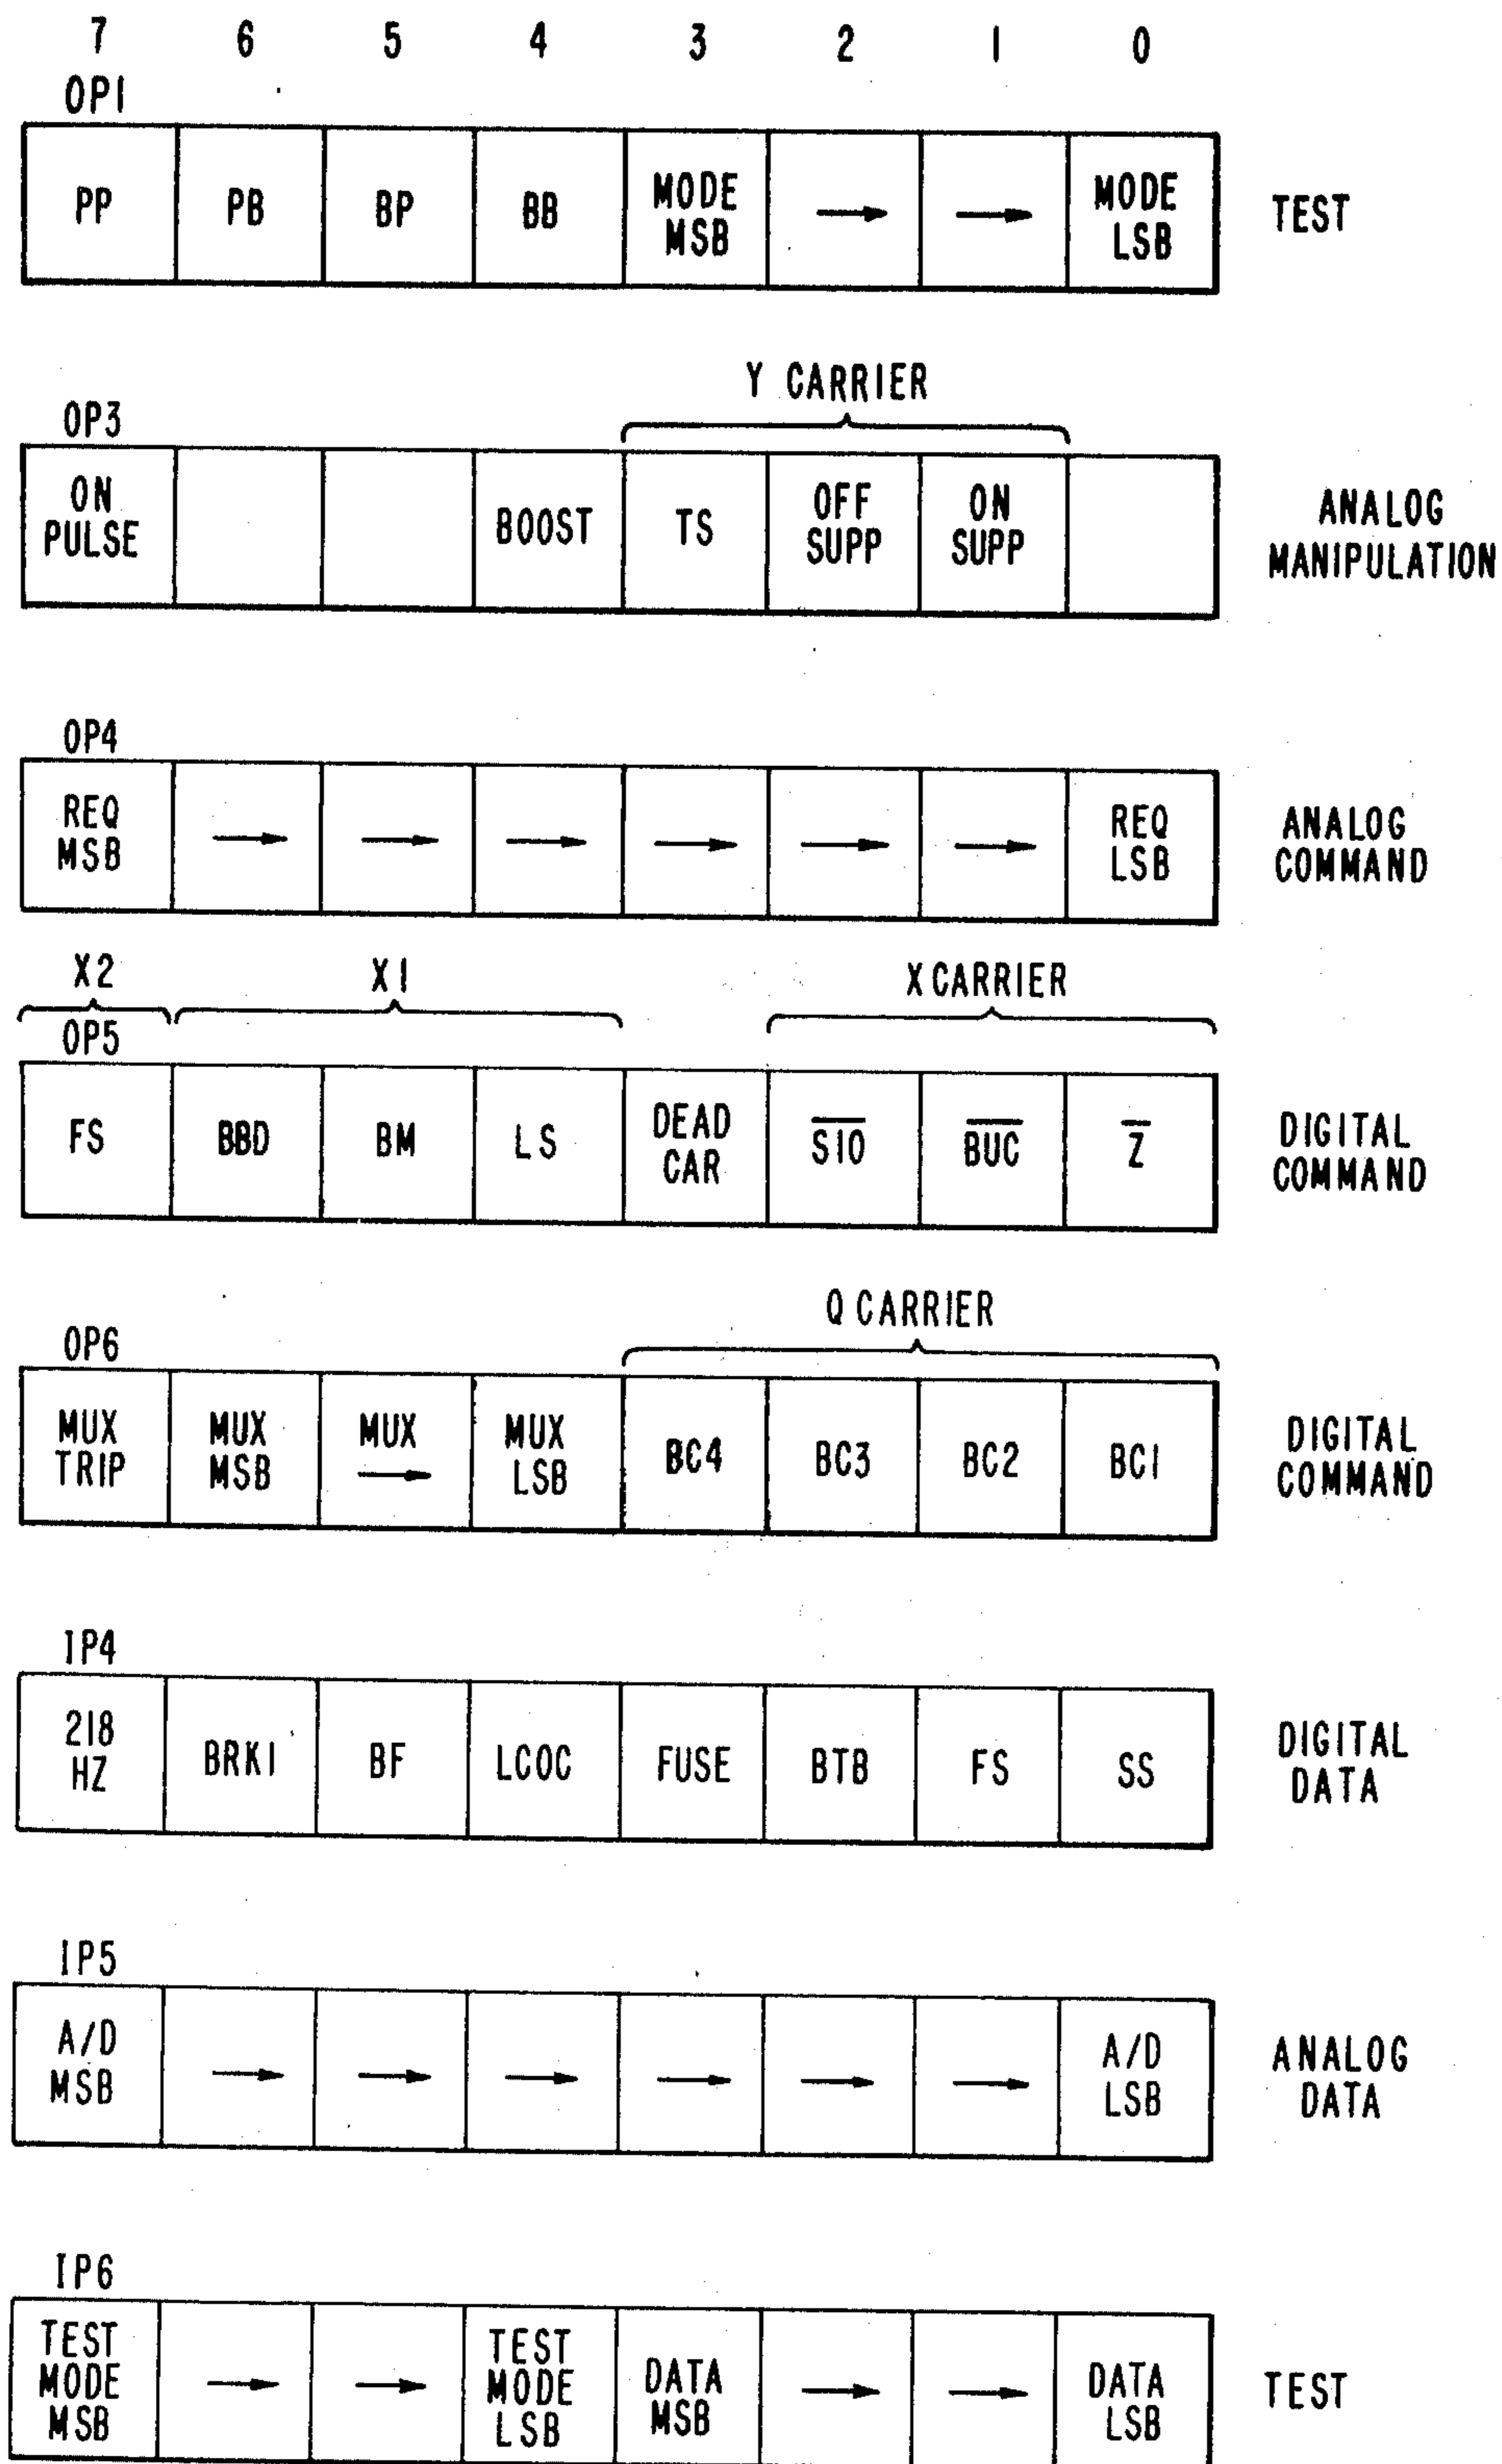 7 6 5 4 3 2 1 0
OP1
PP PB BP BB MODE MSB → → MODE LSB TEST
Y CARRIER
OP3
ON PULSE BOOST TS OFF SUPP ON SUPP ANALOG MANIPULATION
OP4
REQ MSB → → → → → → REQ LSB ANALOG COMMAND
X2 X1 X CARRIER
OP5
FS BBD BM LS DEAD CAR S̅I̅O̅ B̅U̅C̅ Z̅ DIGITAL COMMAND
Q CARRIER
OP6
MUX TRIP MUX MSB MUX → MUX LSB BC4 BC3 BC2 BC1 DIGITAL COMMAND
IP4
218 HZ BRK1 BF LCOC FUSE BTB FS SS DIGITAL DATA
IP5
A/D MSB → → → → → → A/D LSB ANALOG DATA
IP6
TEST MODE MSB → → TEST MODE LSB DATA MSB → → DATA LSB TEST